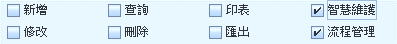 新增 查詢 印表 智慧維護
修改 刪除 匯出 流程管理